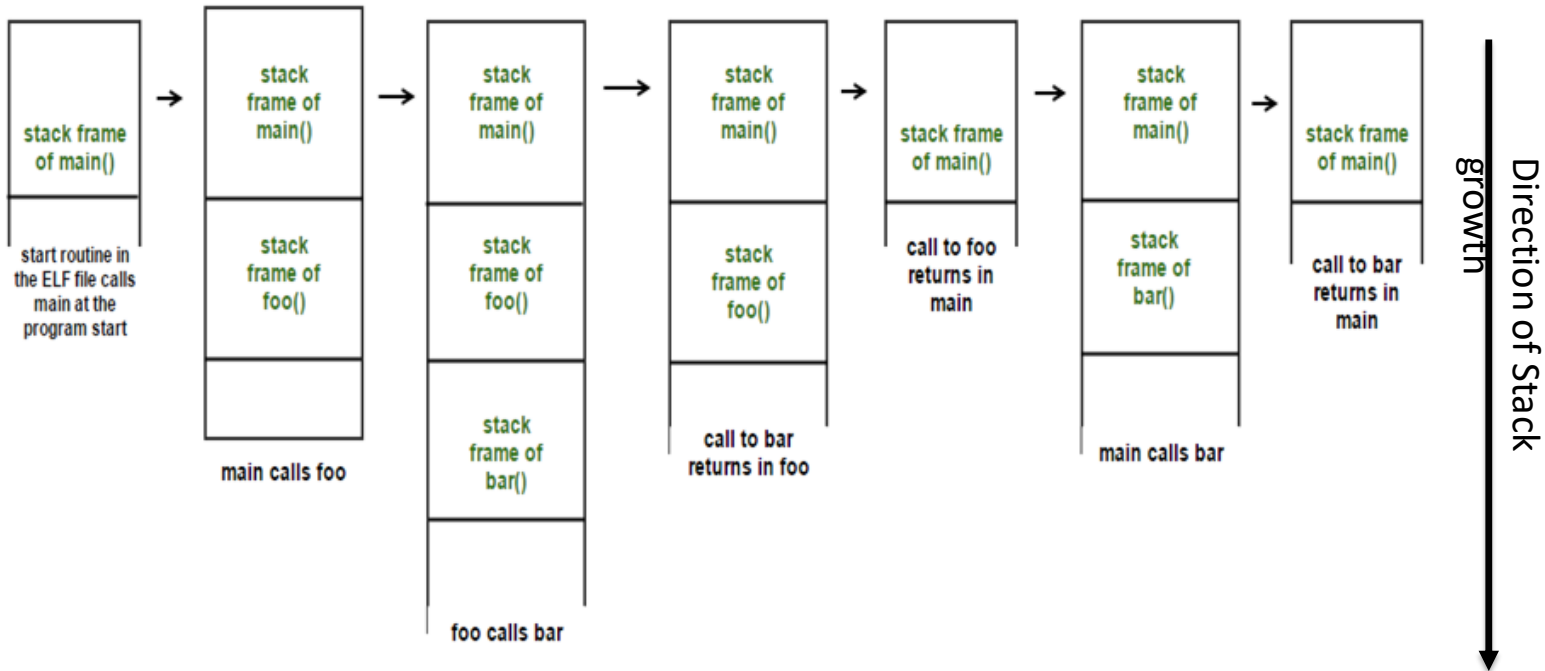 stack frame
of main()
start routine in
the ELF file calls
main at the
program start
stack
frame of
main()
stack
frame of
foo()
main calls foo
stack
frame of
main()
stack
frame of
foo()
stack
frame of
bar()
foo calls bar
stack
frame of
main()
stack
frame of
foo()
call to bar
returns in foo
stack frame
of main()
call to foo
returns in
main
stack
frame of
main()
stack
frame of
bar()
main calls bar
stack frame
of main()
call to bar
returns in
main
Direction of Stack
growth